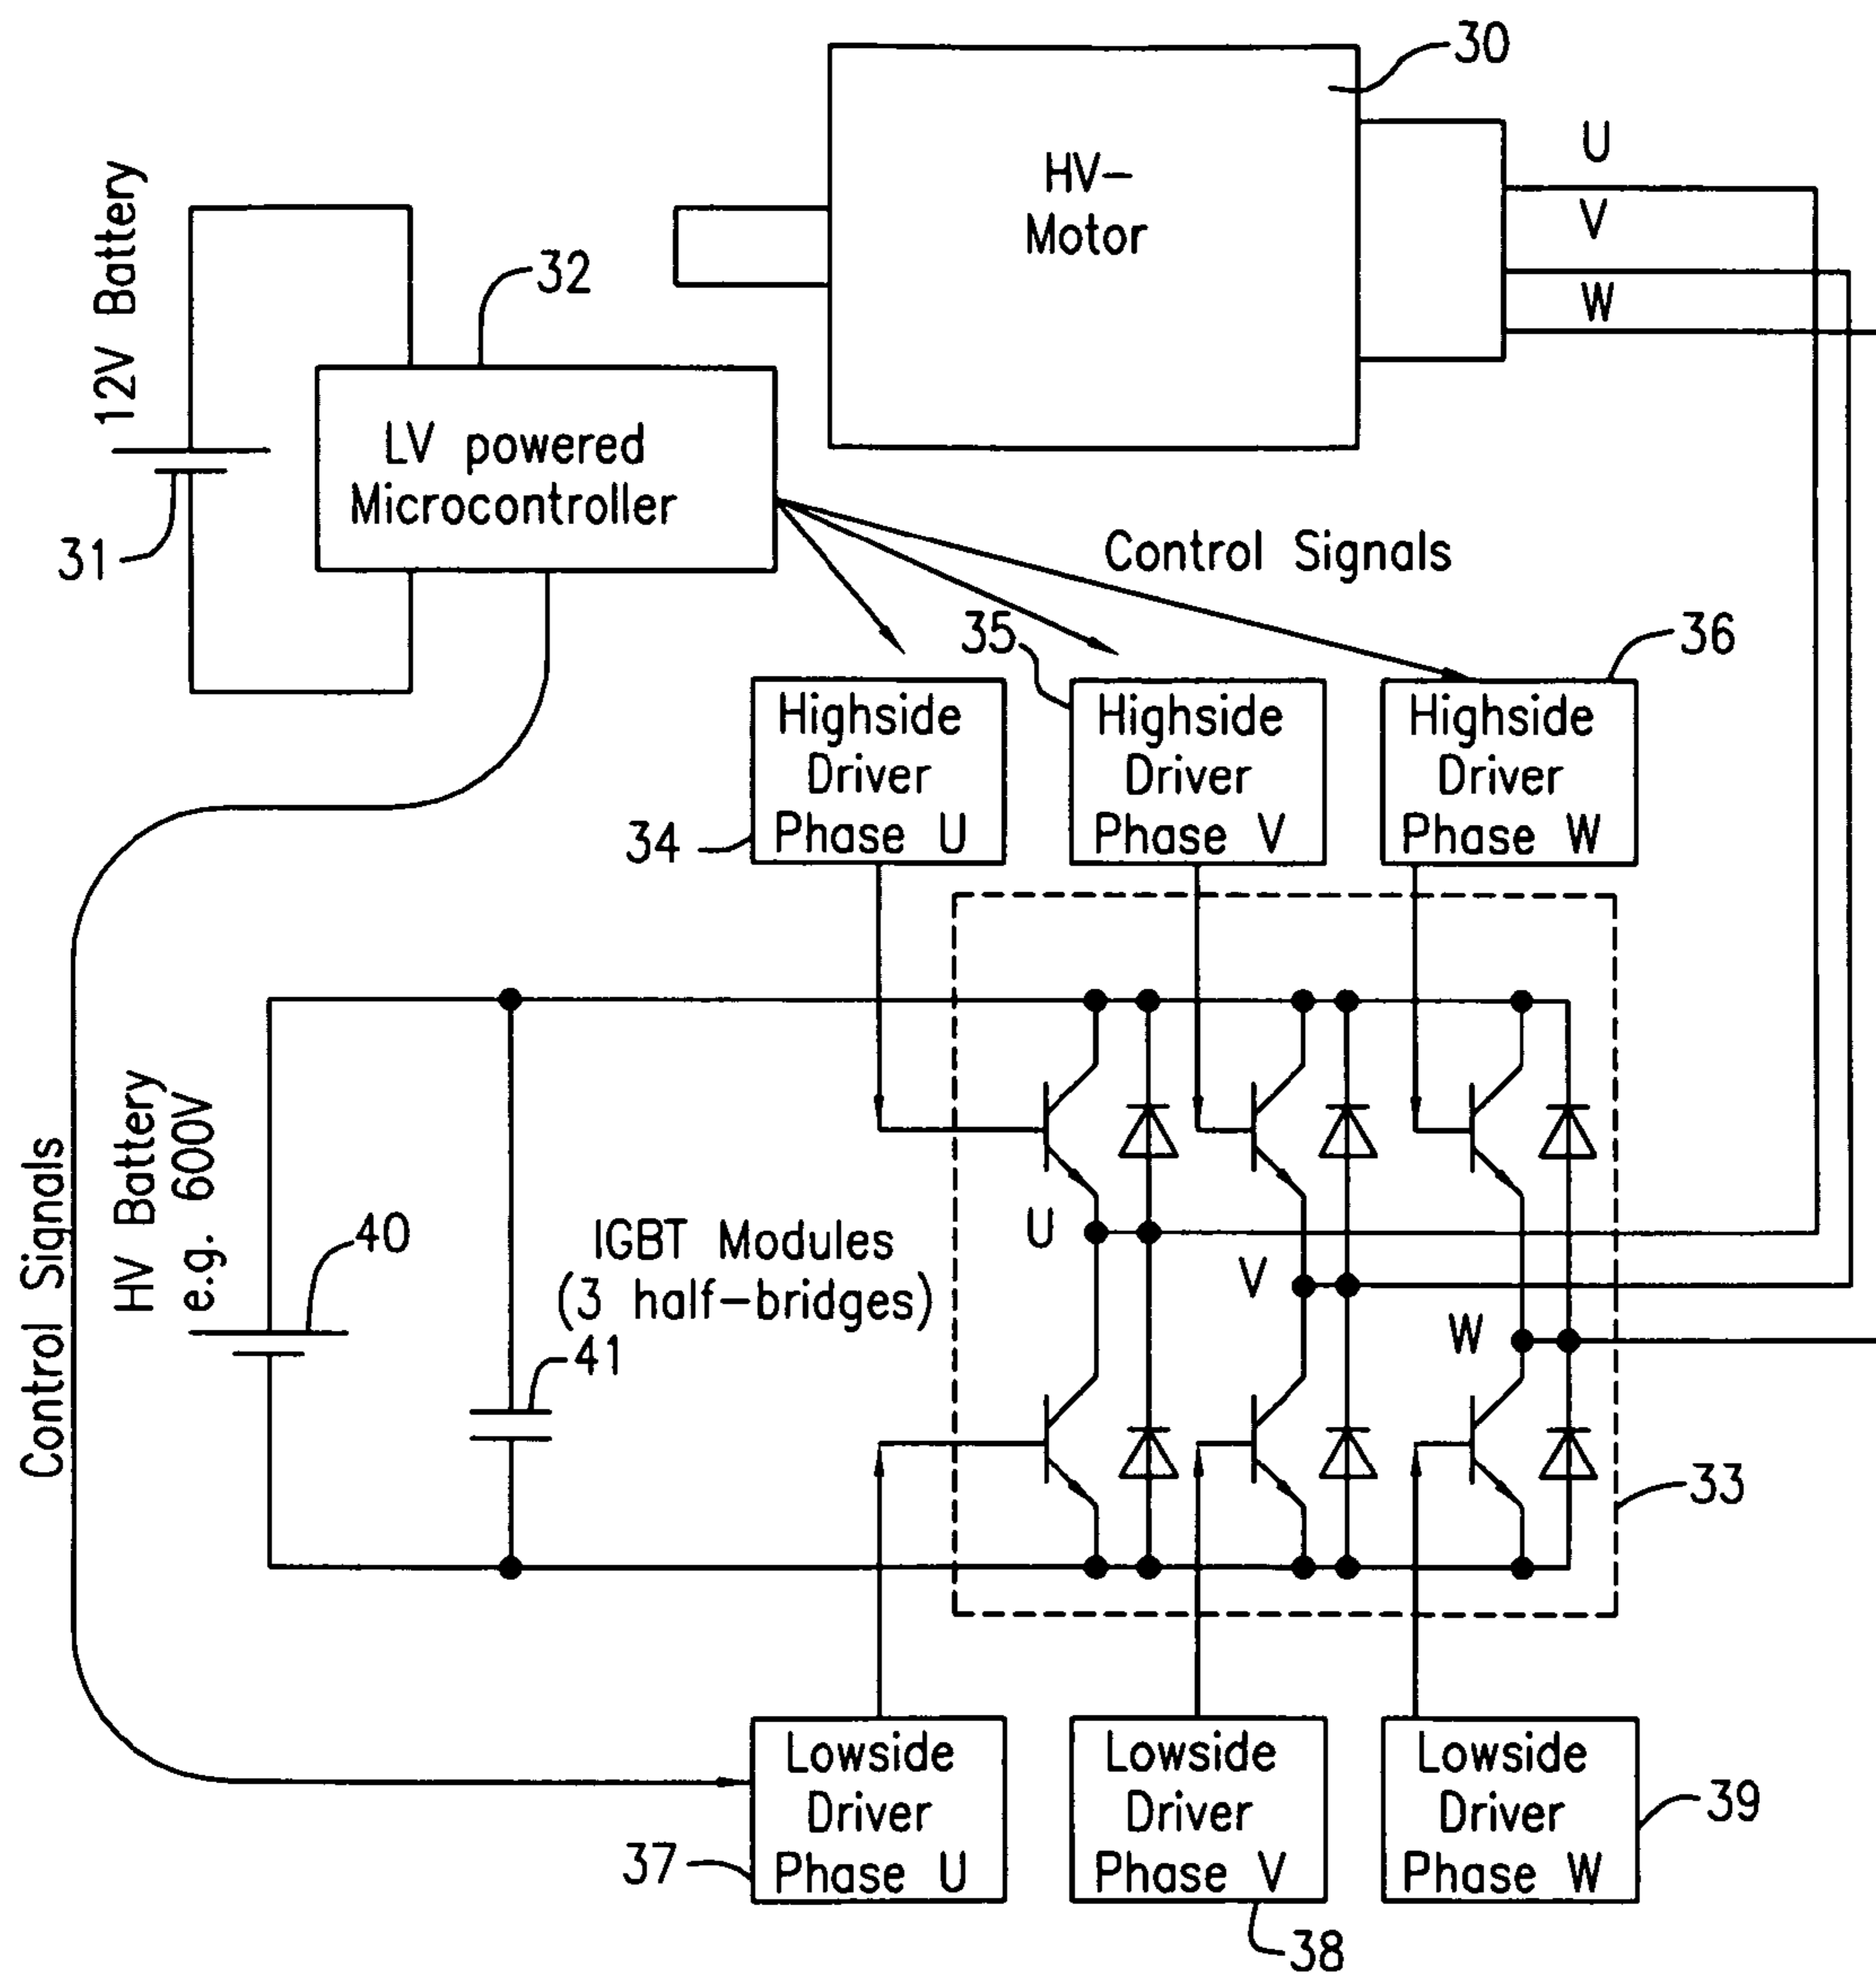 30
U
HV-
Motor
V
W
12V Battery
32
LV powered
Microcontroller
31
Control Signals
35
36
Highside
Driver
Phase U
Highside
Driver
Phase V
Highside
Driver
Phase W
34
Control Signals
HV Battery
e.g. 600V
40
IGBT Modules
(3 half-bridges)
41
U
V
W
33
Lowside
Driver
Phase U
Lowside
Driver
Phase V
Lowside
Driver
Phase W
37
38
39